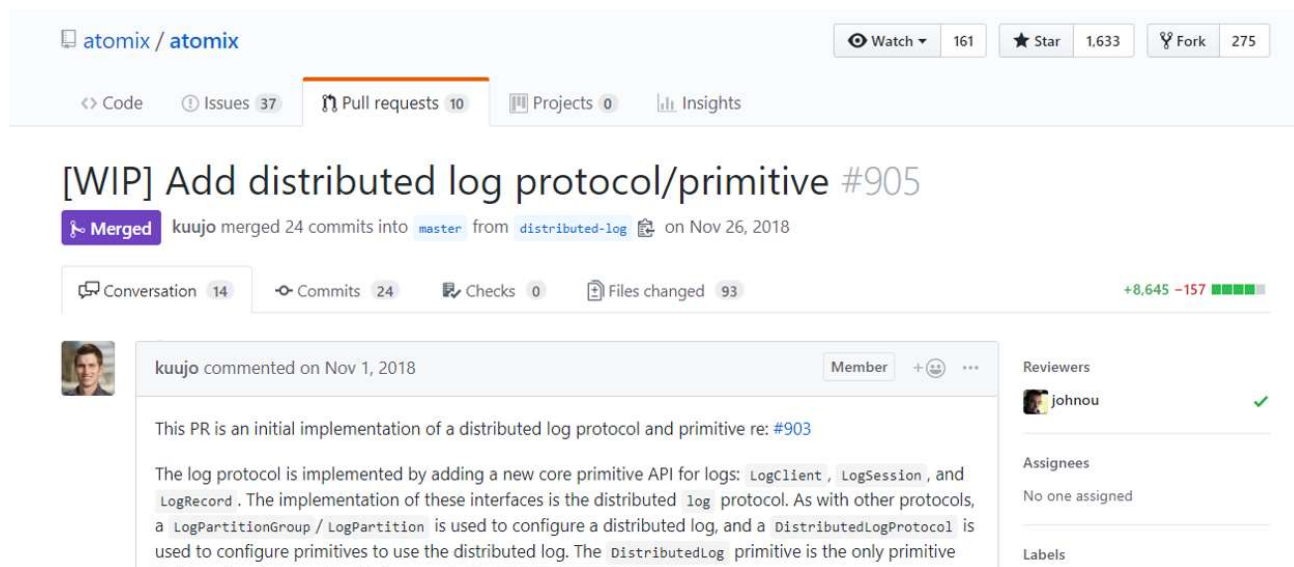 atomix / atomix
Watch 161 Star 1,633 Fork 275
Code Issues 37 Pull requests 10 Projects 0 Insights
[WIP] Add distributed log protocol/primitive #905
Merged kuujo merged 24 commits into master from distributed-log on Nov 26, 2018
Conversation 14 Commits 24 Checks 0 Files changed 93 +8,645 −157
kuujo commented on Nov 1, 2018 Member
This PR is an initial implementation of a distributed log protocol and primitive re: #903
The log protocol is implemented by adding a new core primitive API for logs: LogClient , LogSession , and
LogRecord . The implementation of these interfaces is the distributed log protocol. As with other protocols,
a LogPartitionGroup / LogPartition is used to configure a distributed log, and a DistributedLogProtocol is
used to configure primitives to use the distributed log. The DistributedLog primitive is the only primitive
Reviewers
johnou
Assignees
No one assigned
Labels